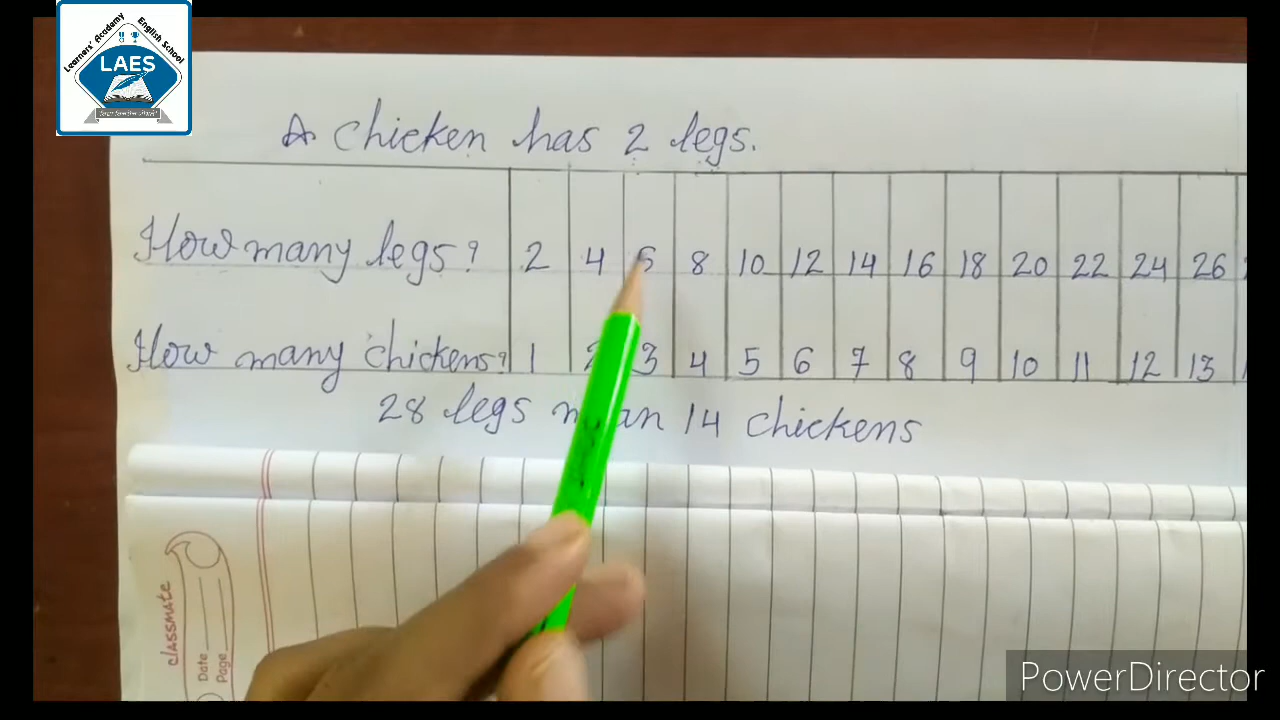 Learners' Academy English School
LAES
A chicken has 2 legs.
How many legs? 2 4 6 8 10 12 14 16 18 20 22 24 26
How many chickens? 1 2 3 4 5 6 7 8 9 10 11 12 13
28 legs mean 14 chickens
classmate
Date
Page
PowerDirector